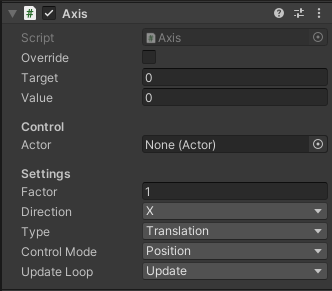 Axis
Script Axis
Override
Target 0
Value 0
Control
Actor None (Actor)
Settings
Factor 1
Direction X
Type Translation
Control Mode Position
Update Loop Update